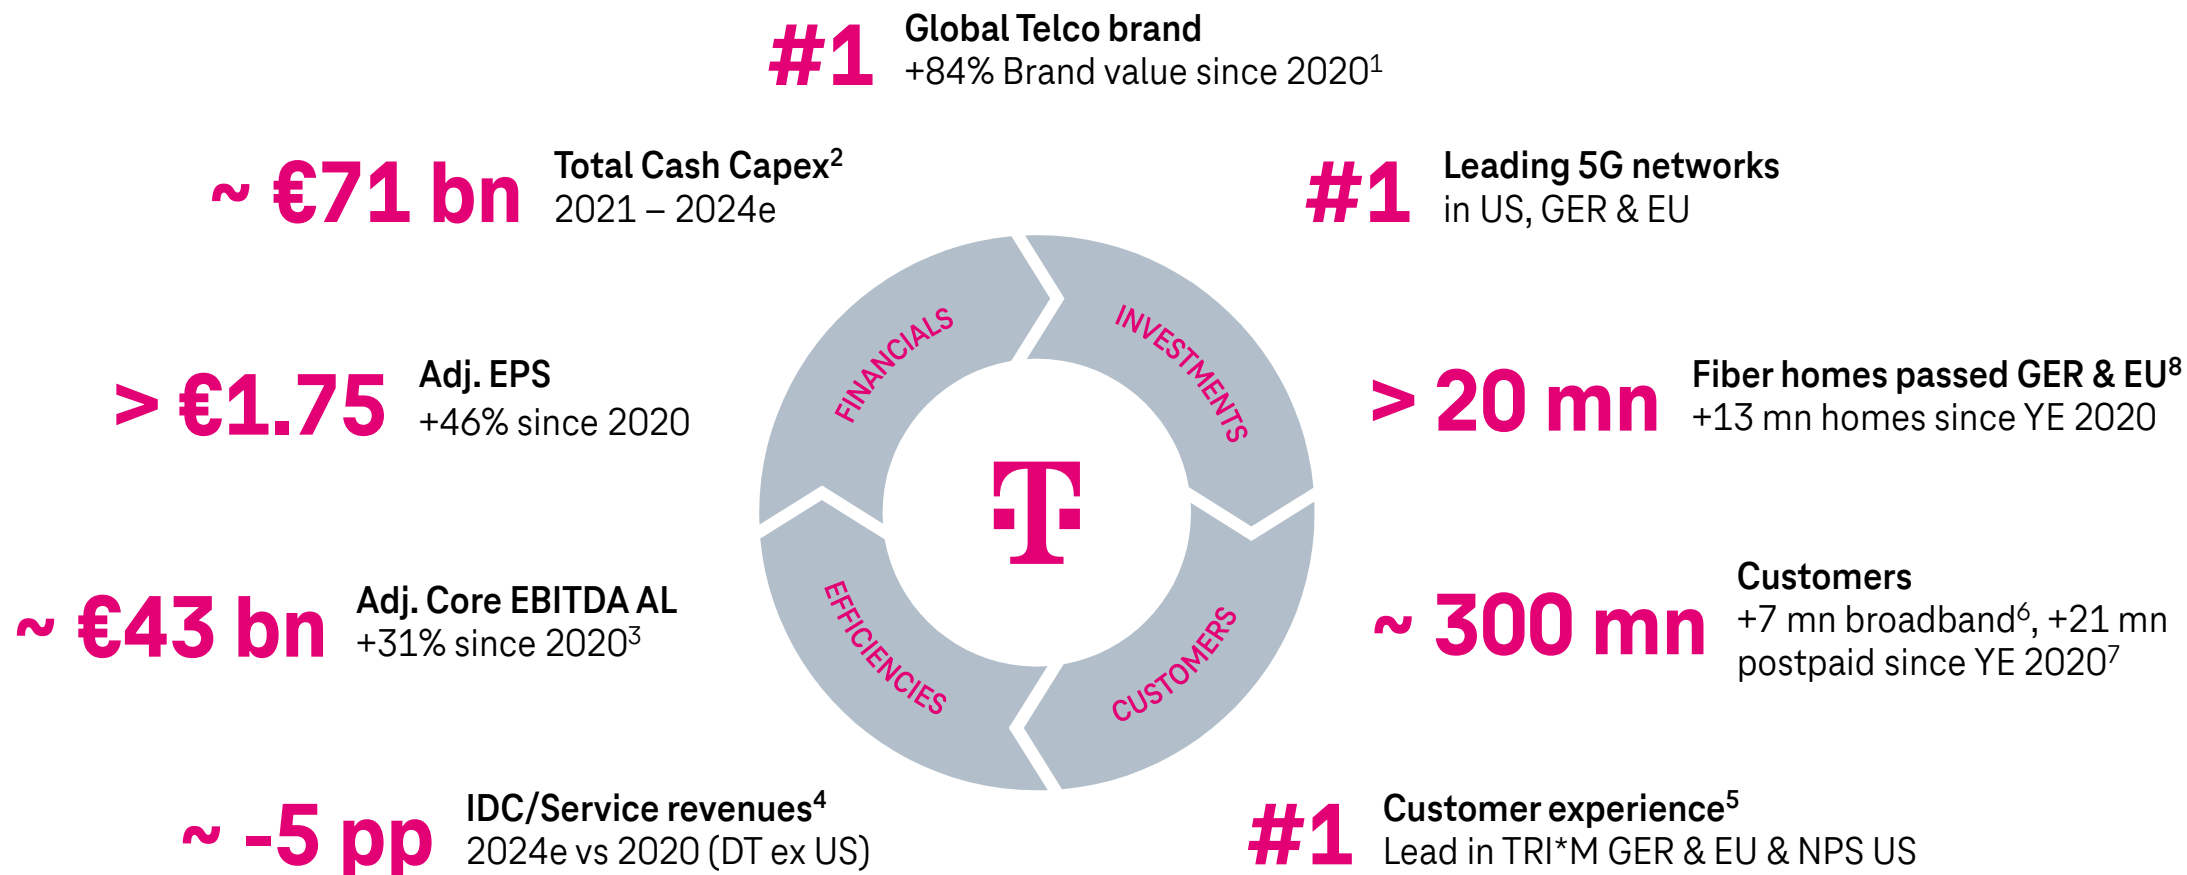 #1
Global Telco brand
+84% Brand value since 2020¹
~ €71 bn
Total Cash Capex²
2021 – 2024e
#1
Leading 5G networks
in US, GER & EU
FINANCIALS
INVESTMENTS
> €1.75
Adj. EPS
+46% since 2020
> 20 mn
Fiber homes passed GER & EU⁸
+13 mn homes since YE 2020
T
~ €43 bn
Adj. Core EBITDA AL
+31% since 2020³
EFFICIENCIES
CUSTOMERS
~ 300 mn
Customers
+7 mn broadband⁶, +21 mn
postpaid since YE 2020⁷
~ -5 pp
IDC/Service revenues⁴
2024e vs 2020 (DT ex US)
#1
Customer experience⁵
Lead in TRI*M GER & EU & NPS US